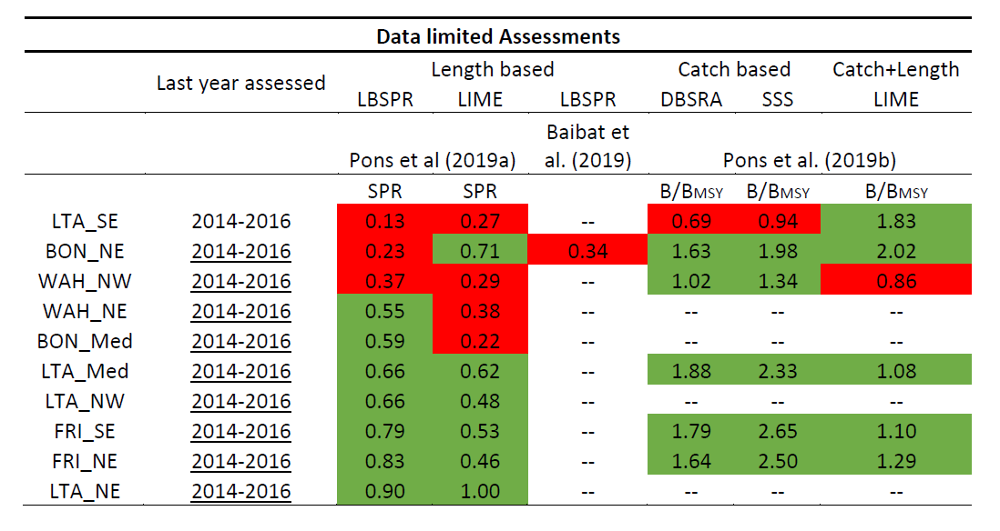 Data limited Assessments
Last year assessed Length based Catch based Catch+Length
LBSPR LIME LBSPR DBSRA SSS LIME
Pons et al (2019a) Baibat et al. (2019) Pons et al. (2019b)
SPR SPR B/BMSY B/BMSY B/BMSY
LTA_SE 2014-2016 0.13 0.27 -- 0.69 0.94 1.83
BON_NE 2014-2016 0.23 0.71 0.34 1.63 1.98 2.02
WAH_NW 2014-2016 0.37 0.29 -- 1.02 1.34 0.86
WAH_NE 2014-2016 0.55 0.38 -- -- -- --
BON_Med 2014-2016 0.59 0.22 -- -- -- --
LTA_Med 2014-2016 0.66 0.62 -- 1.88 2.33 1.08
LTA_NW 2014-2016 0.66 0.48 -- -- -- --
FRI_SE 2014-2016 0.79 0.53 -- 1.79 2.65 1.10
FRI_NE 2014-2016 0.83 0.46 -- 1.64 2.50 1.29
LTA_NE 2014-2016 0.90 1.00 -- -- -- --